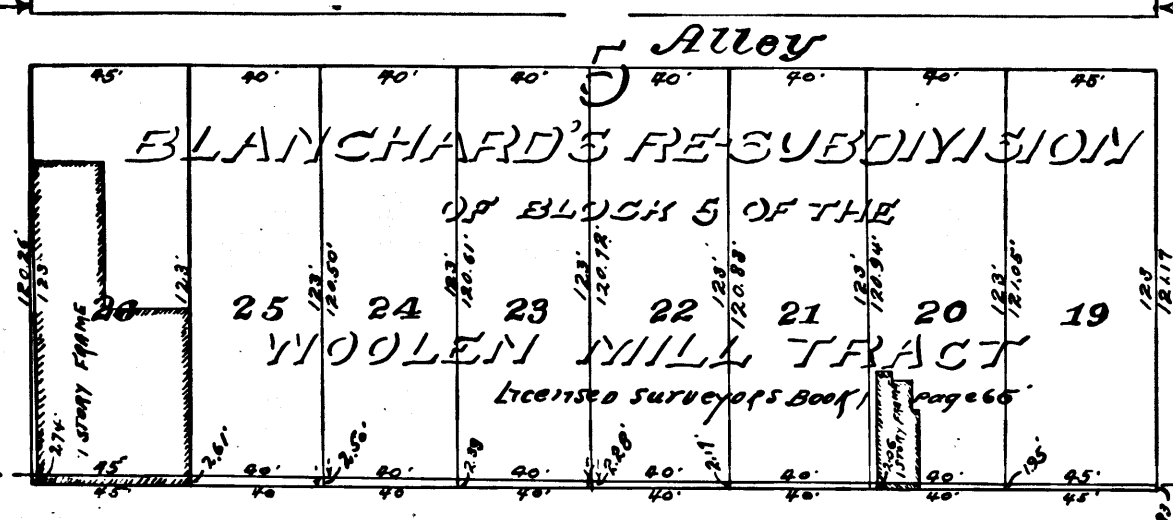 5 Alley
45' 40' 40' 40' 40' 40' 40' 45'
BLANCHARD'S RE-SUBDIVISION
OF BLOCK 5 OF THE
120.26' 123' 123' 123' 120.50' 123' 120.61' 123' 120.72' 123' 120.83' 123' 120.94' 123' 121.05' 123 121.17
26 25 24 23 22 21 20 19
WOOLEN MILL TRACT
Licensed Surveyors Book 1 page 66
1 STORY FRAME
1 STORY FRAME
2.74' 2.61' 2.50' 2.39 2.28' 2.17' 2.06 1.95'
45' 40' 40' 40' 40' 40' 40' 45'
45' 40' 40' 40' 40' 40' 40' 45'